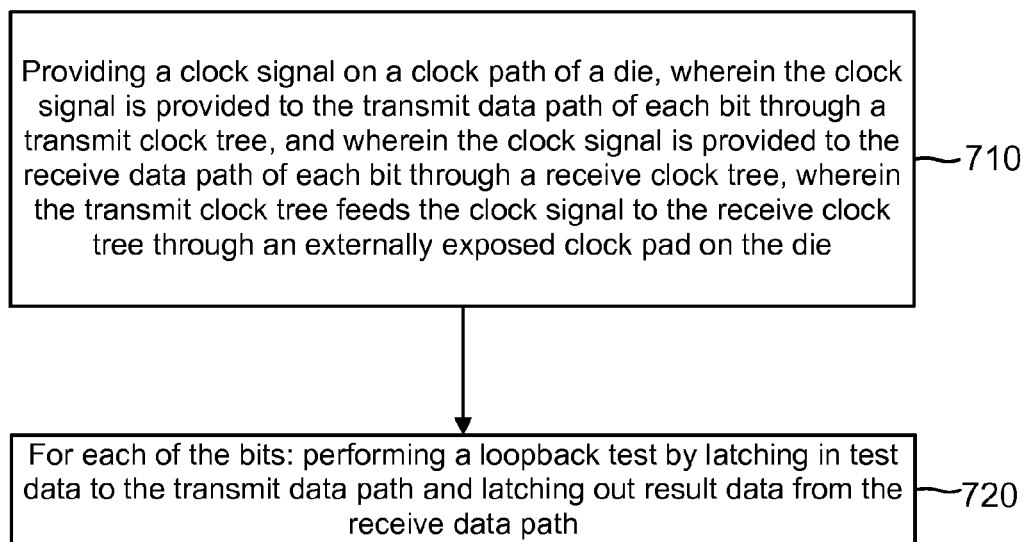 Providing a clock signal on a clock path of a die, wherein the clock
signal is provided to the transmit data path of each bit through a
transmit clock tree, and wherein the clock signal is provided to the
receive data path of each bit through a receive clock tree, wherein
the transmit clock tree feeds the clock signal to the receive clock
tree through an externally exposed clock pad on the die
710
For each of the bits: performing a loopback test by latching in test
data to the transmit data path and latching out result data from the
receive data path
720